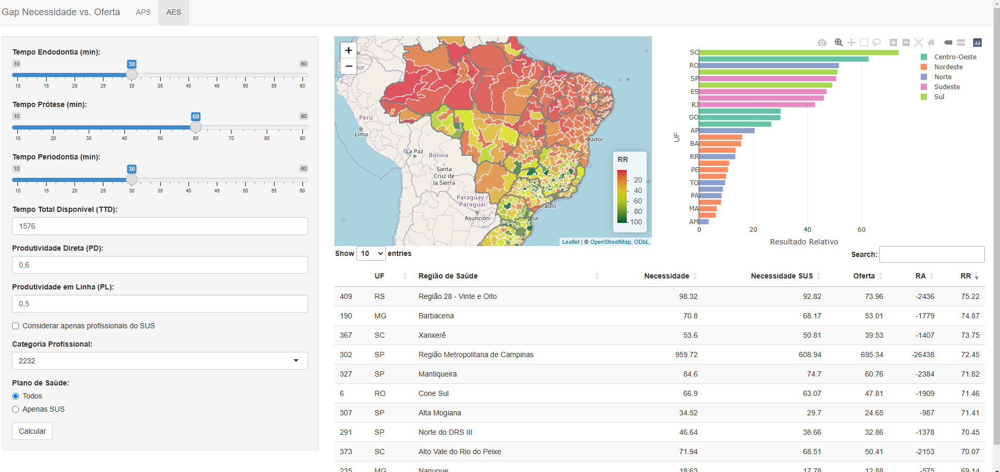 Gap Necessidade vs. Oferta APS AES
Tempo Endodontia (min):
10 30 60
10 15 20 25 30 35 40 45 50 55 60
Tempo Prótese (min):
10 60 90
10 20 30 40 50 60 70 80 90
Tempo Periodontia (min):
10 30 60
10 15 20 25 30 35 40 45 50 55 60
Tempo Total Disponível (TTD):
1576
Produtividade Direta (PD):
0,6
Produtividade em Linha (PL):
0,5
Considerar apenas profissionais do SUS
Categoria Profissional:
2232
Plano de Saúde:
Todos
Apenas SUS
Calcular
+
−
Manaus
Perú
Lima
La Paz
Bolivia
Santa
Cruz de
la Sierra
Paraguay /
Paraguái
Asunción
RR
20
40
60
80
100
Leaflet | © OpenStreetMap, ODbL
UF
SC
RO
SP
ES
RJ
GO
AP
BA
RR
PE
TO
PA
MA
AM
0 20 40 60
Resultado Relativo
Centro-Oeste
Nordeste
Norte
Sudeste
Sul
Show 10 entries
Search:
UF Região de Saúde Necessidade Necessidade SUS Oferta RA RR
409 RS Região 28 - Vinte e Oito 98.32 92.82 73.96 -2436 75.22
190 MG Barbacena 70.8 68.17 53.01 -1779 74.87
367 SC Xanxerê 53.6 50.81 39.53 -1407 73.75
302 SP Região Metropolitana de Campinas 959.72 608.94 695.34 -26438 72.45
327 SP Mantiqueira 84.6 74.7 60.76 -2384 71.82
6 RO Cone Sul 66.9 63.07 47.81 -1909 71.46
307 SP Alta Mogiana 34.52 29.7 24.65 -987 71.41
291 SP Norte do DRS III 46.64 38.66 32.86 -1378 70.45
373 SC Alto Vale do Rio do Peixe 71.94 68.51 50.41 -2153 70.07
235 MG Nanuque 18.63 17.78 12.88 -575 69.14